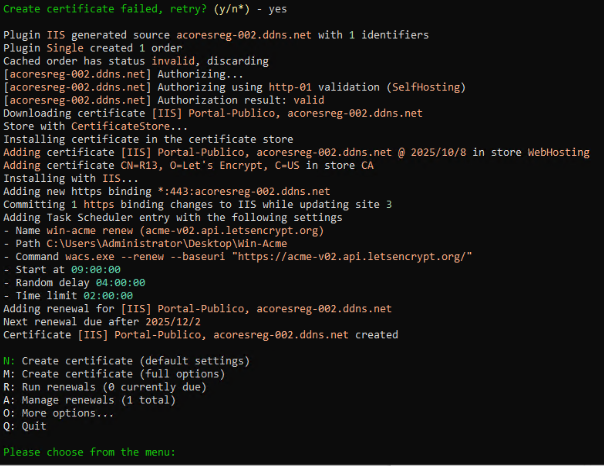 Create certificate failed, retry? (y/n*) - yes
Plugin IIS generated source acoresreg-002.ddns.net with 1 identifiers
Plugin Single created 1 order
Cached order has status invalid, discarding
[acoresreg-002.ddns.net] Authorizing...
[acoresreg-002.ddns.net] Authorizing using http-01 validation (SelfHosting)
[acoresreg-002.ddns.net] Authorization result: valid
Downloading certificate [IIS] Portal-Publico, acoresreg-002.ddns.net
Store with CertificateStore...
Installing certificate in the certificate store
Adding certificate [IIS] Portal-Publico, acoresreg-002.ddns.net @ 2025/10/8 in store WebHosting
Adding certificate CN=R13, O=Let's Encrypt, C=US in store CA
Installing with IIS...
Adding new https binding *:443:acoresreg-002.ddns.net
Committing 1 https binding changes to IIS while updating site 3
Adding Task Scheduler entry with the following settings
- Name win-acme renew (acme-v02.api.letsencrypt.org)
- Path C:\Users\Administrator\Desktop\Win-Acme
- Command wacs.exe --renew --baseuri "https://acme-v02.api.letsencrypt.org/"
- Start at 09:00:00
- Random delay 04:00:00
- Time limit 02:00:00
Adding renewal for [IIS] Portal-Publico, acoresreg-002.ddns.net
Next renewal due after 2025/12/2
Certificate [IIS] Portal-Publico, acoresreg-002.ddns.net created
N: Create certificate (default settings)
M: Create certificate (full options)
R: Run renewals (0 currently due)
A: Manage renewals (1 total)
O: More options...
Q: Quit
Please choose from the menu: